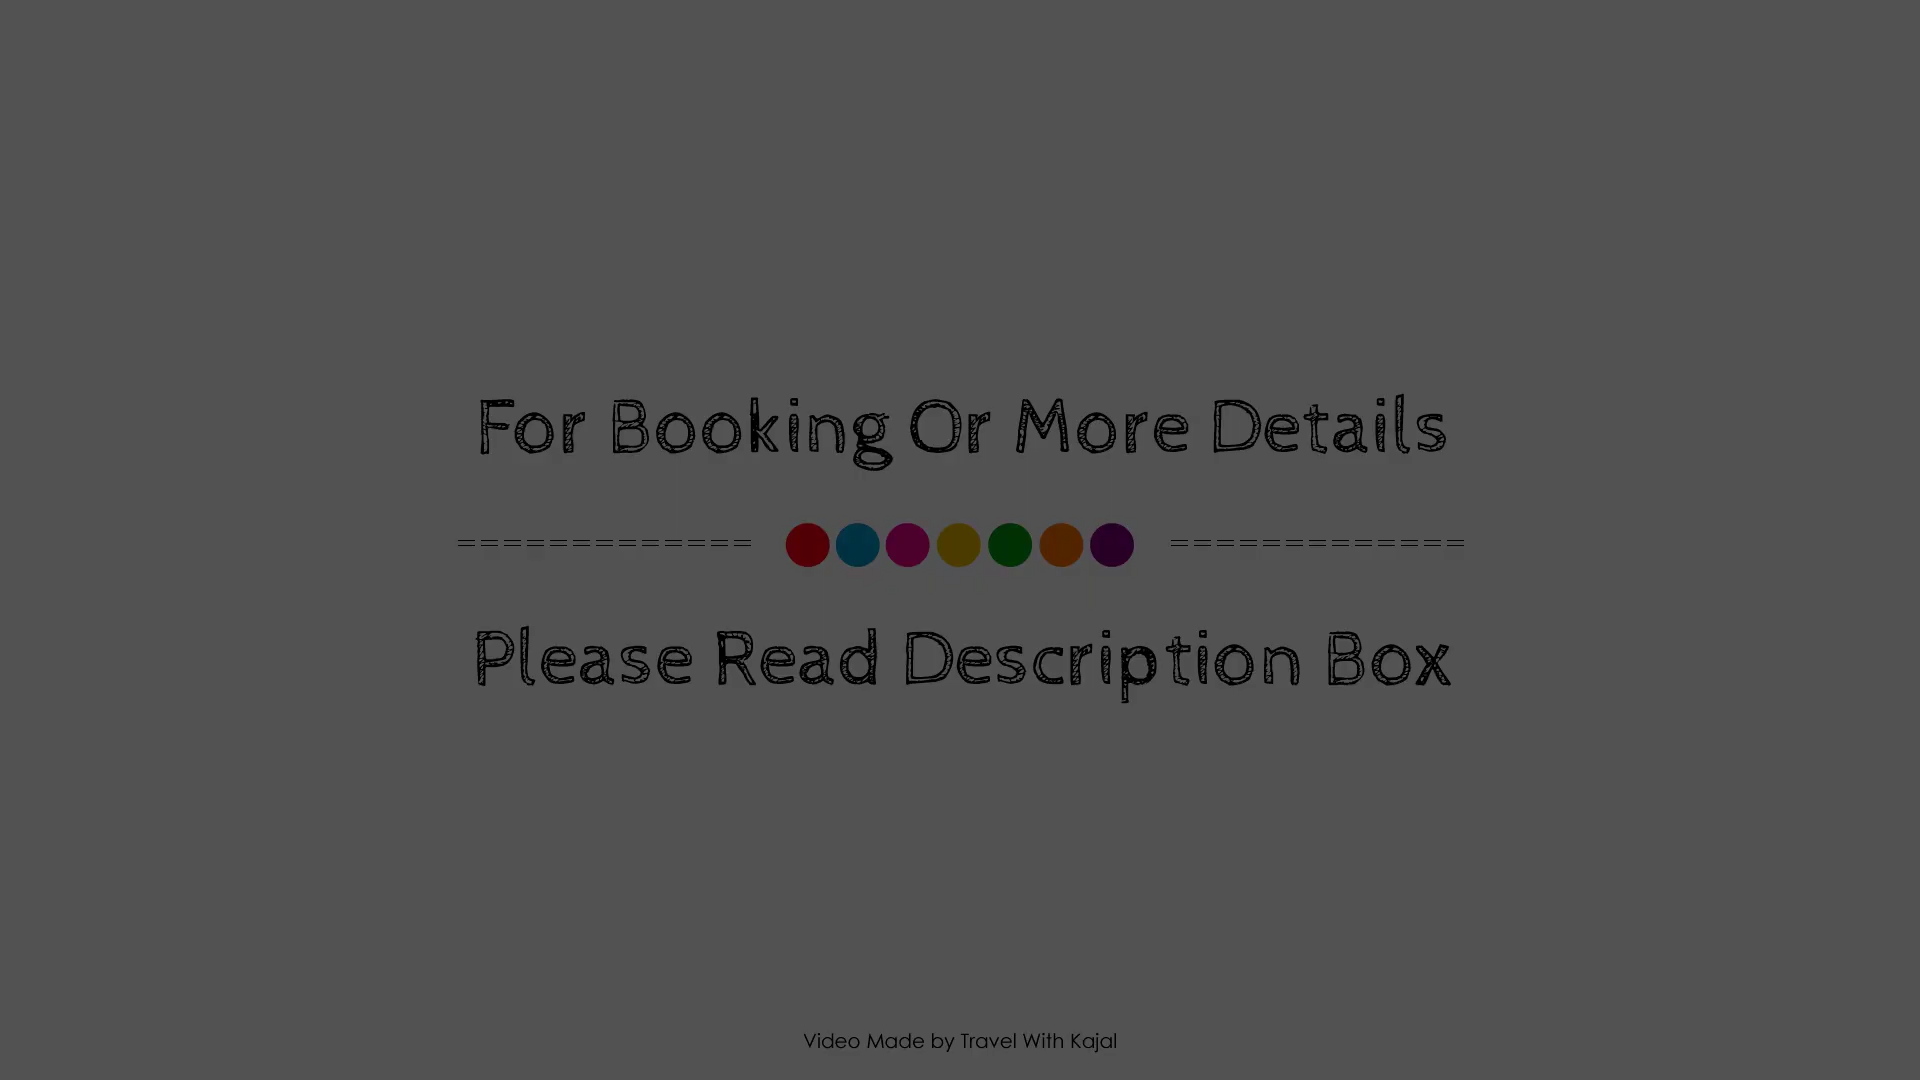 For Booking Or More Details
============= =============
Please Read Description Box
Video Made by Travel With Kajal